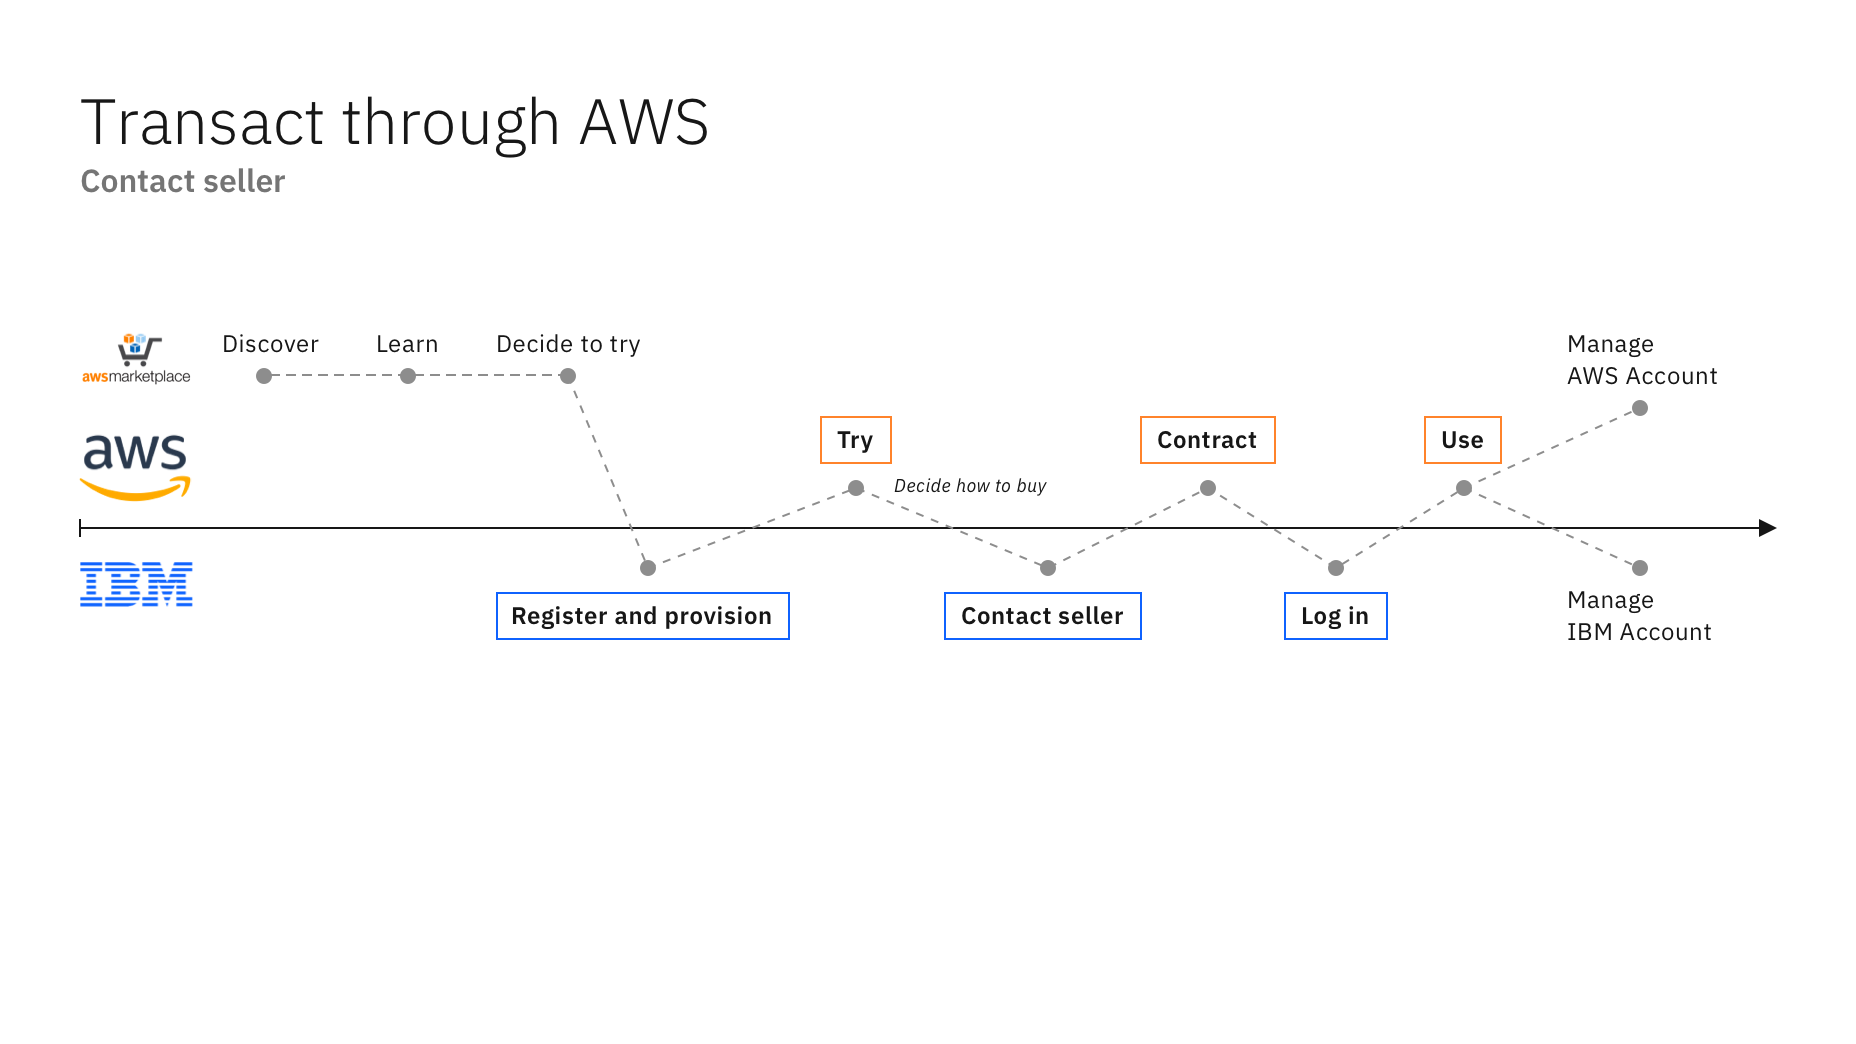 Transact through AWS
Contact seller
Discover
Learn
Decide to try
Manage
AWS Account
awsmarketplace
Try
Contract
Use
aws
Decide how to buy
IBM
Register and provision
Contact seller
Log in
Manage
IBM Account